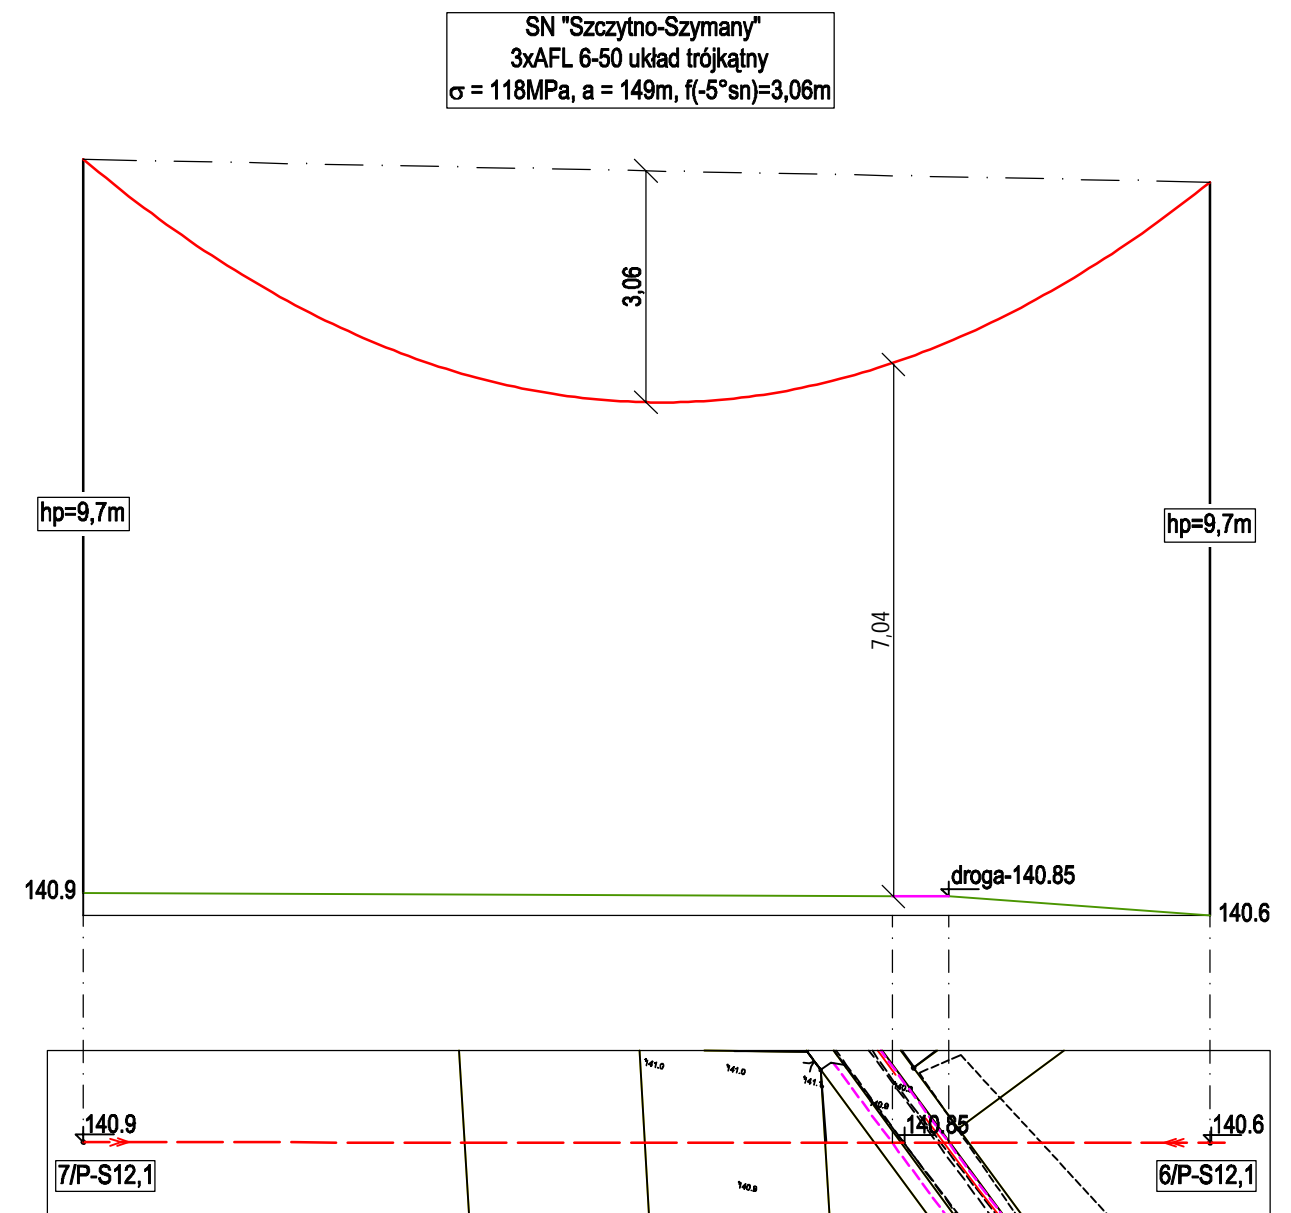 SN "Szczytno-Szymany"
3xAFL 6-50 układ trójkątny
σ = 118MPa, a = 149m, f(-5°sn)=3,06m
3,06
hp=9,7m
hp=9,7m
7,04
droga-140.85
140.9
140.6
141.0
141.0
140.9
140.9
140.85
140.6
7/P-S12,1
6/P-S12,1
140.9